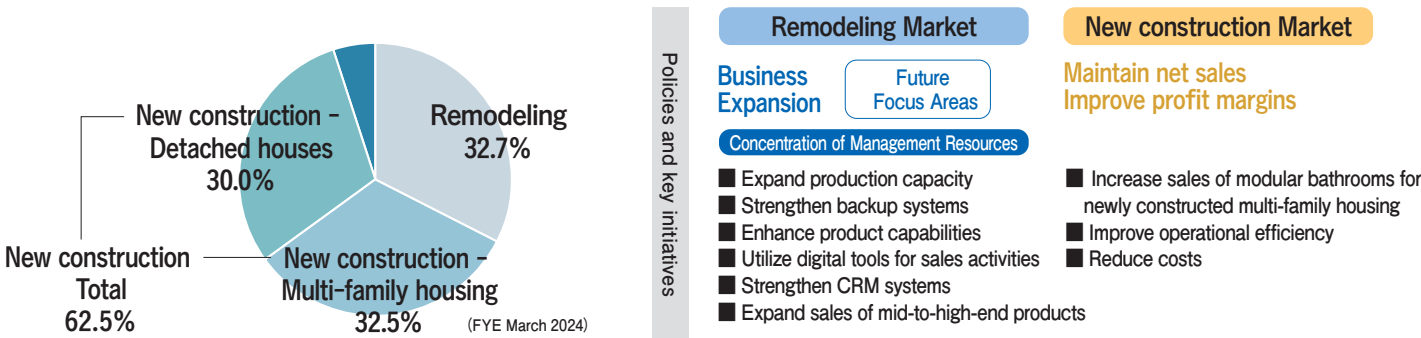 New construction -
Detached houses
30.0%
Remodeling
32.7%
New construction
Total
62.5%
New construction -
Multi-family housing
32.5%
(FYE March 2024)
Policies and key initiatives
Remodeling Market
Business
Expansion
Future
Focus Areas
Concentration of Management Resources
■ Expand production capacity
■ Strengthen backup systems
■ Enhance product capabilities
■ Utilize digital tools for sales activities
■ Strengthen CRM systems
■ Expand sales of mid-to-high-end products
New construction Market
Maintain net sales
Improve profit margins
■ Increase sales of modular bathrooms for
newly constructed multi-family housing
■ Improve operational efficiency
■ Reduce costs